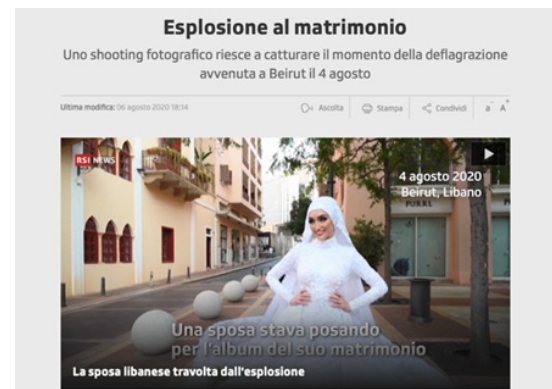 Esplosione al matrimonio
Uno shooting fotografico riesce a catturare il momento della deflagrazione
avvenuta a Beirut il 4 agosto
Ultima modifica: 06 agosto 2020 18:14
Ascolta
Stampa
Condividi
a- A+
RSI NEWS
4 agosto 2020
Beirut, Libano
Una sposa stava posando
per l'album del suo matrimonio
La sposa libanese travolta dall'esplosione